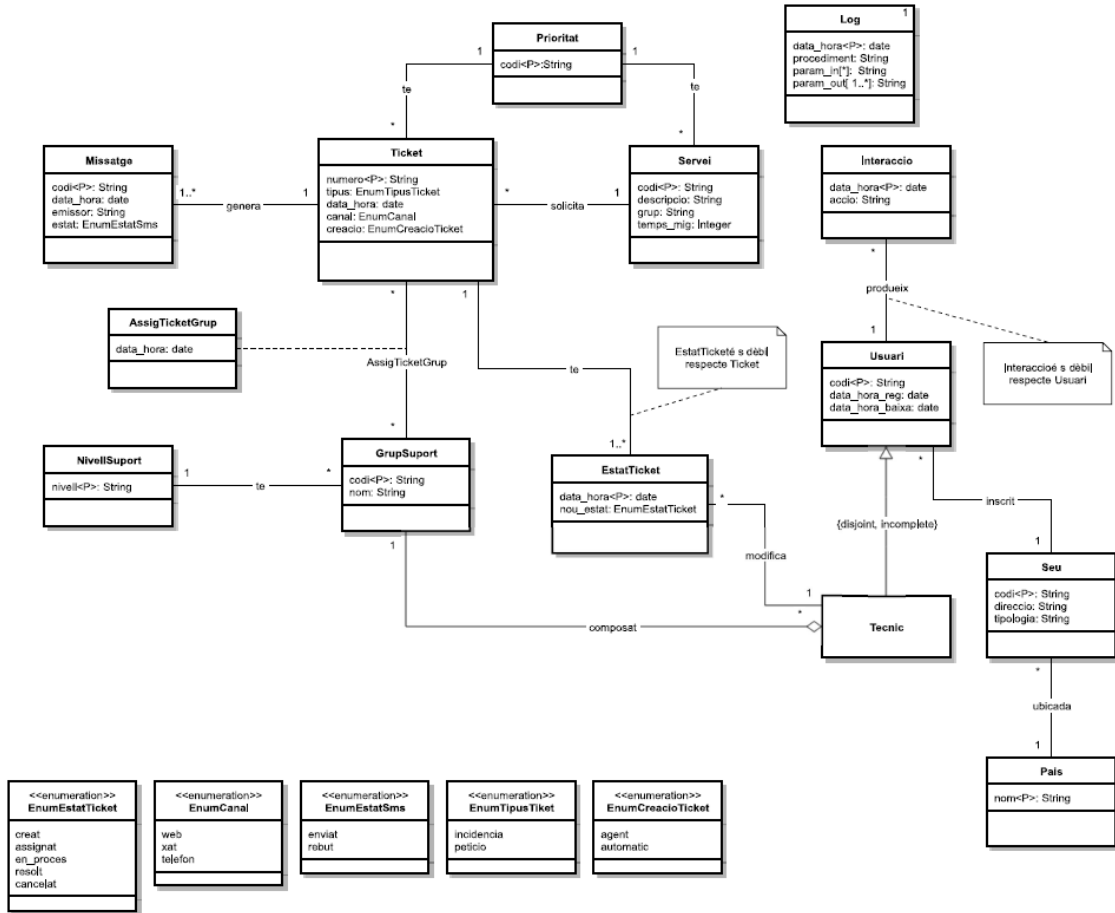 Prioritat
codi<P>:String
Log
1
data_hora<P>: date
procediment: String
param_in[*]: String
param_out[ 1..*]: String
1
1
te
te
*
*
Missatge
codi<P>: String
data_hora: date
emissor: String
estat: EnumEstatSms
1..*
genera
1
Ticket
numero<P>: String
tipus: EnumTipusTicket
data_hora: date
canal: EnumCanal
creacio: EnumCreacioTicket
*
solicita
1
Servei
codi<P>: String
descripcio: String
grup: String
temps_mig: Integer
Interaccio
data_hora<P>: date
accio: String
*
produeix
1
*
1
AssigTicketGrup
data_hora: date
AssigTicketGrup
te
EstatTicketé s dèbil
respecte Ticket
Usuari
codi<P>: String
data_hora_reg: date
data_hora_baixa: date
Interaccioé s dèbil
respecte Usuari
*
1..*
NivellSuport
nivell<P>: String
1
te
*
GrupSuport
codi<P>: String
nom: String
1
EstatTicket
data_hora<P>: date
nou_estat: EnumEstatTicket
*
modifica
1
*
{disjoint, incomplete}
*
inscrit
1
Seu
codi<P>: String
direccio: String
tipologia: String
composat
Tecnic
*
ubicada
1
País
nom<P>: String
<<enumeration>>
EnumEstatTicket
creat
assignat
en_proces
resolt
cancelat
<<enumeration>>
EnumCanal
web
xat
telefon
<<enumeration>>
EnumEstatSms
enviat
rebut
<<enumeration>>
EnumTipusTiket
incidencia
peticio
<<enumeration>>
EnumCreacioTicket
agent
automatic